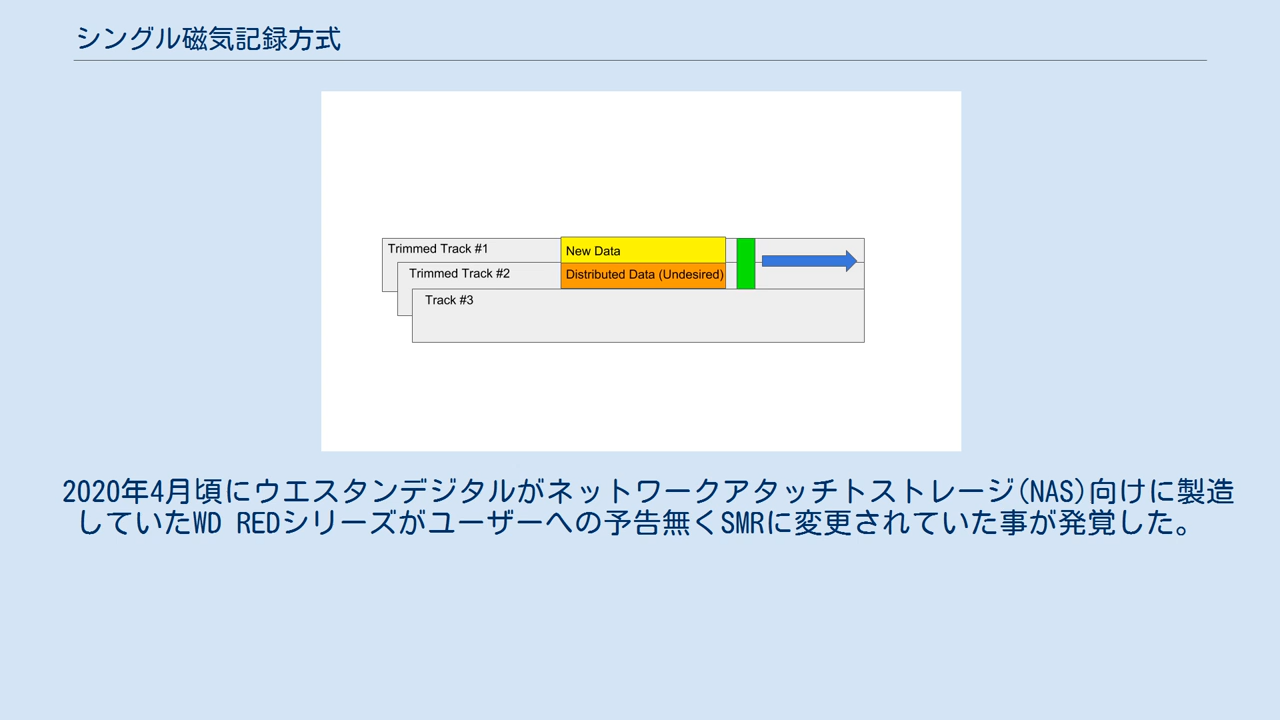 シングル磁気記録方式
Trimmed Track #1
New Data
Trimmed Track #2
Distributed Data (Undesired)
Track #3
2020年4月頃にウエスタンデジタルがネットワークアタッチトストレージ(NAS)向けに製造
していたWD REDシリーズがユーザーへの予告無くSMRに変更されていた事が発覚した。